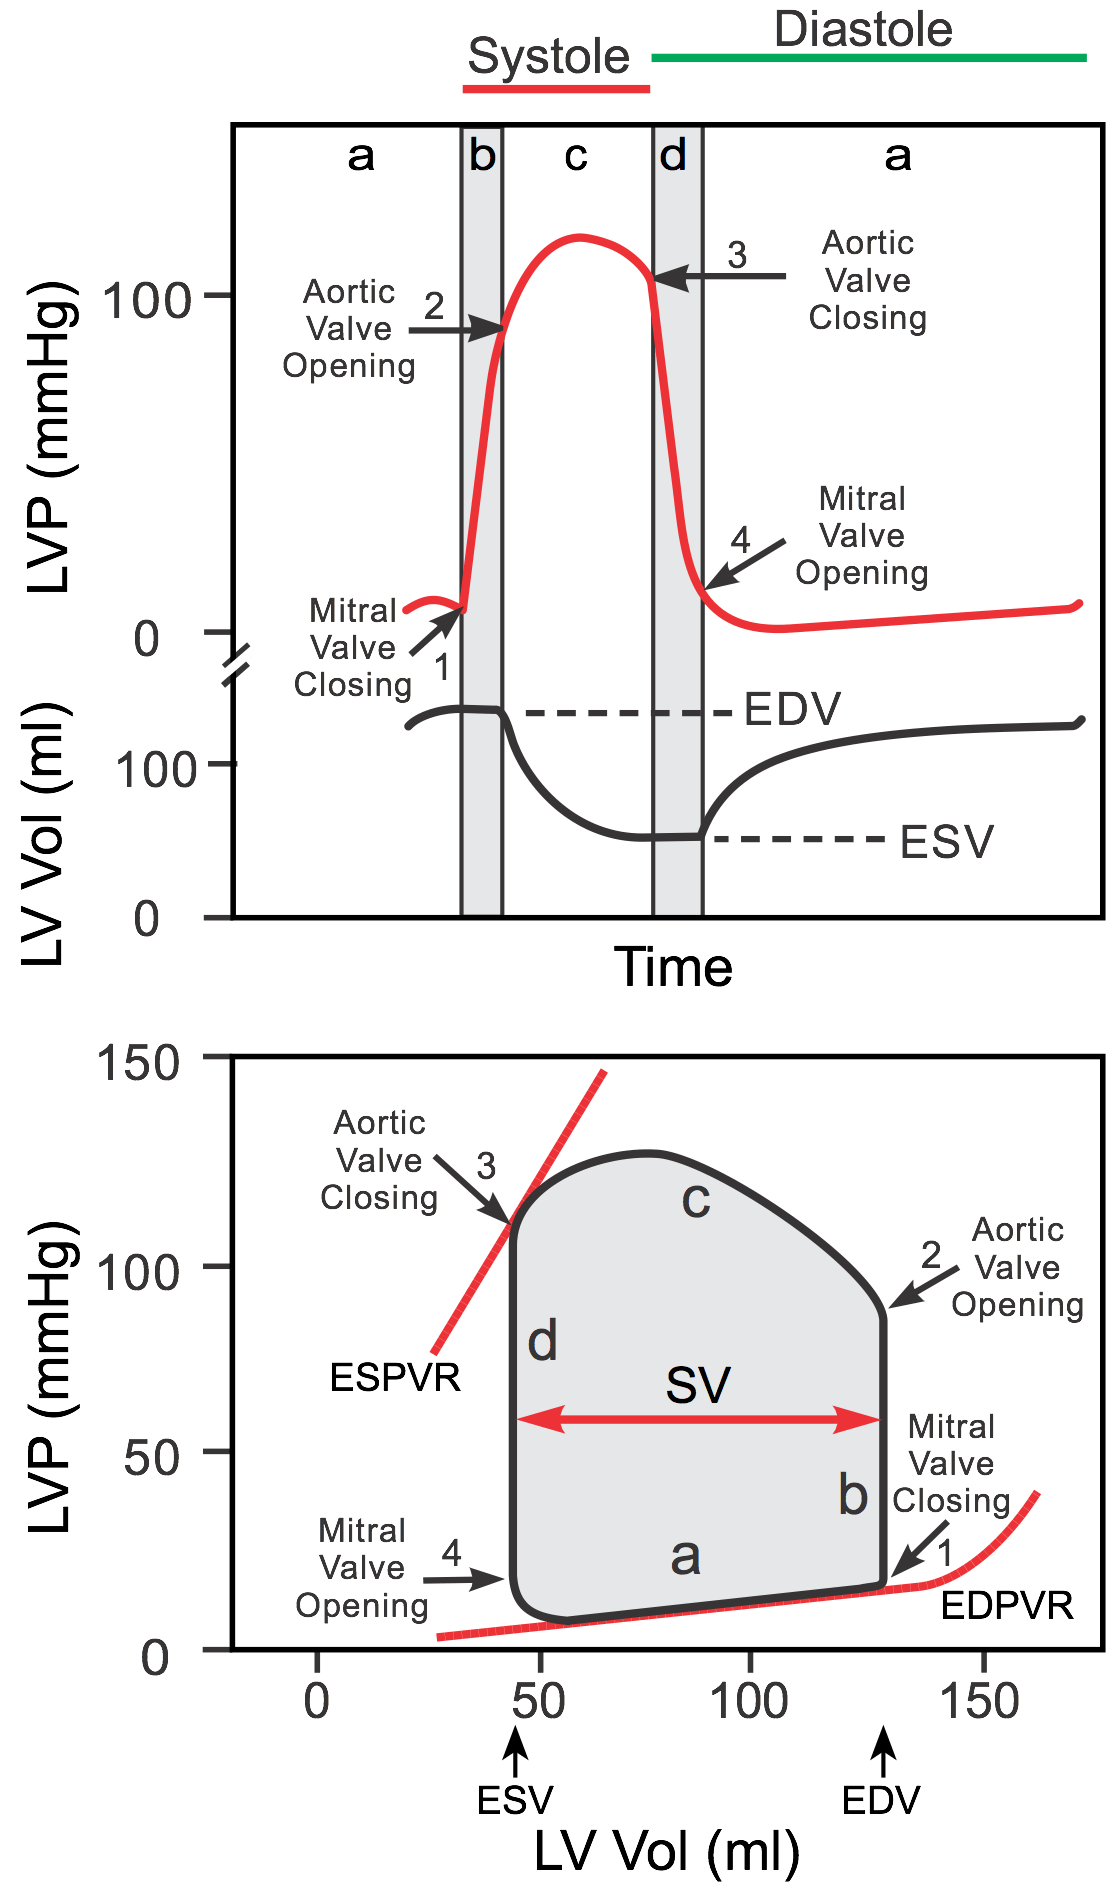 Systole
Diastole
a
b
c
d
a
LVP (mmHg)
100
0
Aortic
Valve
Opening
2
3
Aortic
Valve
Closing
Mitral
Valve
Closing
1
4
Mitral
Valve
Opening
LV Vol (ml)
100
0
EDV
ESV
Time
LVP (mmHg)
150
100
50
0
Aortic
Valve
Closing
3
c
2
Aortic
Valve
Opening
ESPVR
d
SV
Mitral
Valve
Closing
b
1
Mitral
Valve
Opening
4
a
EDPVR
0
50
100
150
ESV
EDV
LV Vol (ml)